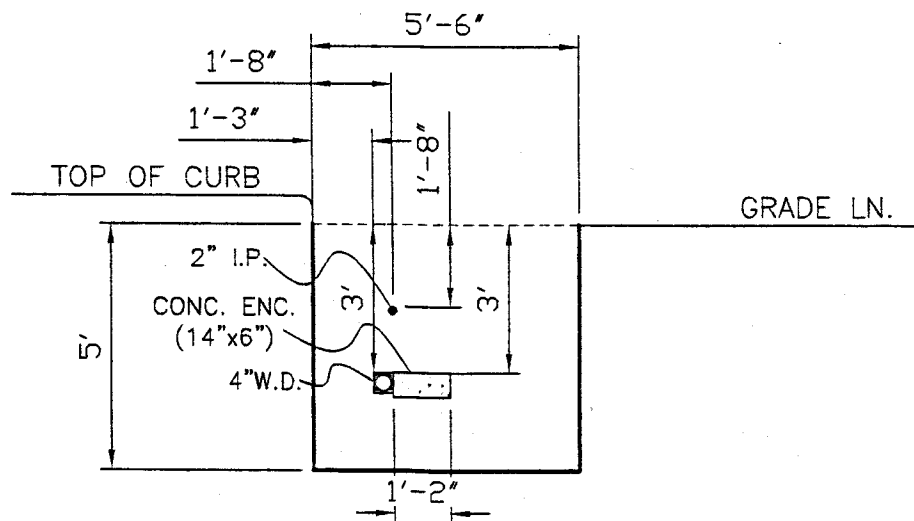 5'-6"
1'-8"
1'-3"
1'-8"
TOP OF CURB
GRADE LN.
2" I.P.
CONC. ENC.
(14"x6")
3'
3'
5'
4"W.D.
1'-2"